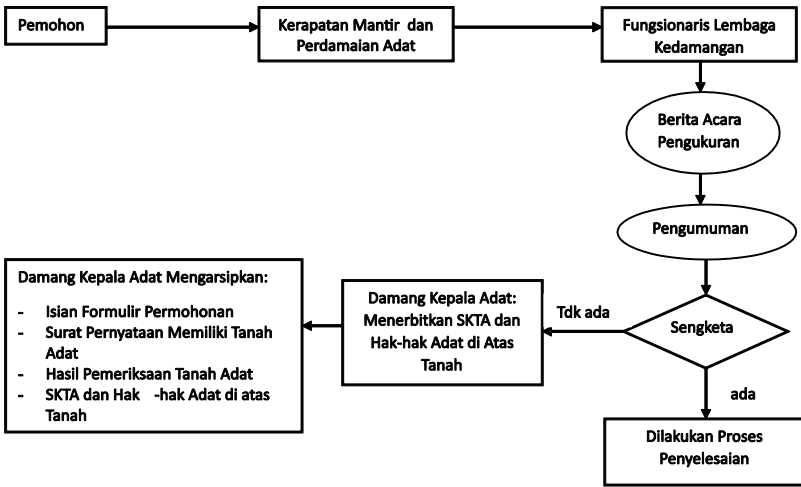 Pemohon
Kerapatan Mantir dan
Perdamaian Adat
Fungsionaris Lembaga
Kedamangan
Berita Acara
Pengukuran
Pengumuman
Sengketa
Tdk ada
ada
Dilakukan Proses
Penyelesaian
Damang Kepala Adat:
Menerbitkan SKTA dan
Hak-hak Adat di Atas
Tanah
Damang Kepala Adat Mengarsipkan:
- Isian Formulir Permohonan
- Surat Pernyataan Memiliki Tanah
Adat
- Hasil Pemeriksaan Tanah Adat
- SKTA dan Hak -hak Adat di atas
Tanah